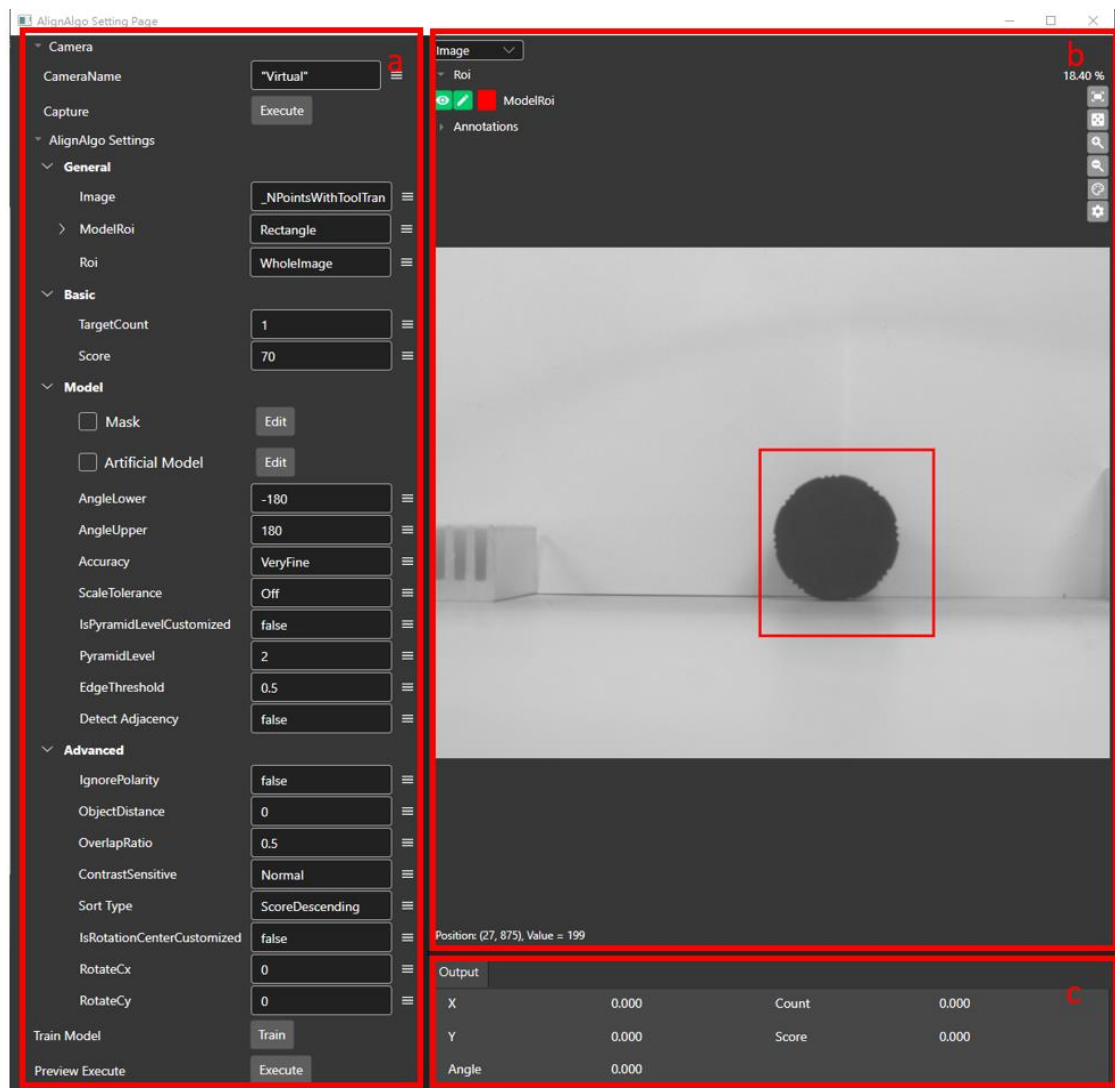 AlignAlgo Setting Page
a
Camera
CameraName "Virtual"
Capture Execute
AlignAlgo Settings
General
Image _NPointsWithToolTran
ModelRoi Rectangle
Roi WholeImage
Basic
TargetCount 1
Score 70
Model
Mask Edit
Artificial Model Edit
AngleLower -180
AngleUpper 180
Accuracy VeryFine
ScaleTolerance Off
IsPyramidLevelCustomized false
PyramidLevel 2
EdgeThreshold 0.5
Detect Adjacency false
Advanced
IgnorePolarity false
ObjectDistance 0
OverlapRatio 0.5
ContrastSensitive Normal
Sort Type ScoreDescending
IsRotationCenterCustomized false
RotateCx 0
RotateCy 0
Train Model Train
Preview Execute Execute
b
Image
Roi 18.40 %
ModelRoi
Annotations
Position: (27, 875), Value = 199
Output
c
X 0.000 Count 0.000
Y 0.000 Score 0.000
Angle 0.000